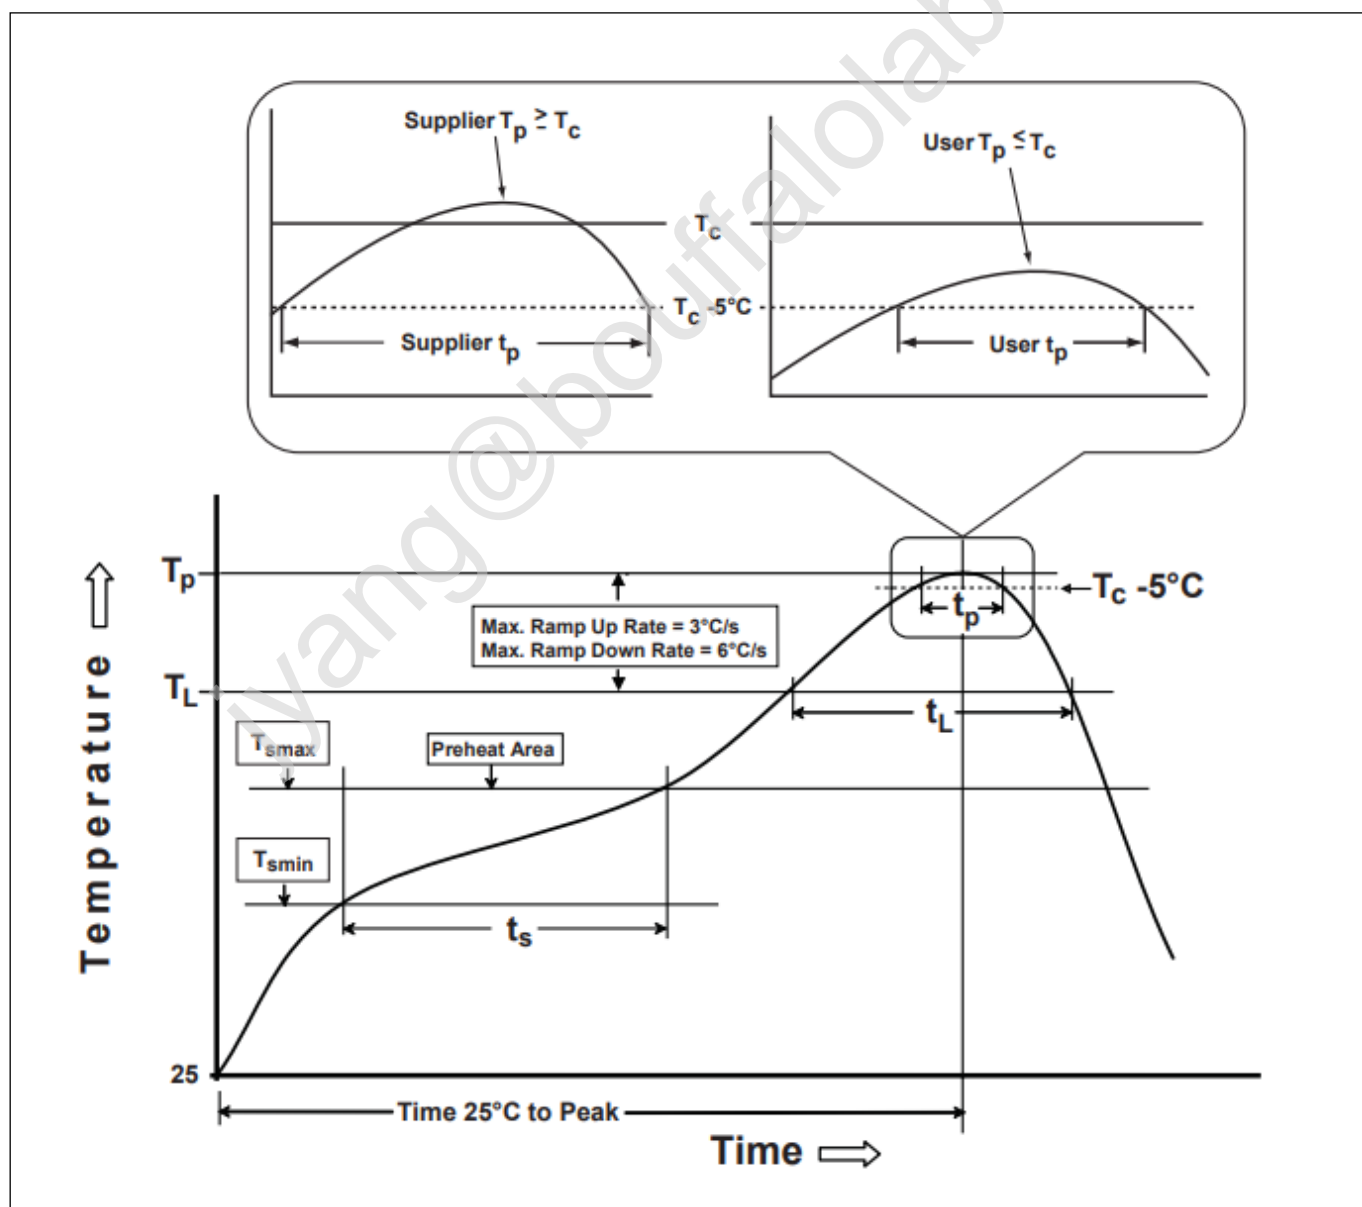 Supplier Tp ≥ Tc
User Tp ≤ Tc
Tc
Tc -5°C
Supplier tp
User tp
lyang@bouffalolab
Tp
Tc -5°C
tp
Max. Ramp Up Rate = 3°C/s
Max. Ramp Down Rate = 6°C/s
TL
tL
Tsmax
Preheat Area
Tsmin
ts
Temperature
25
Time 25°C to Peak
Time